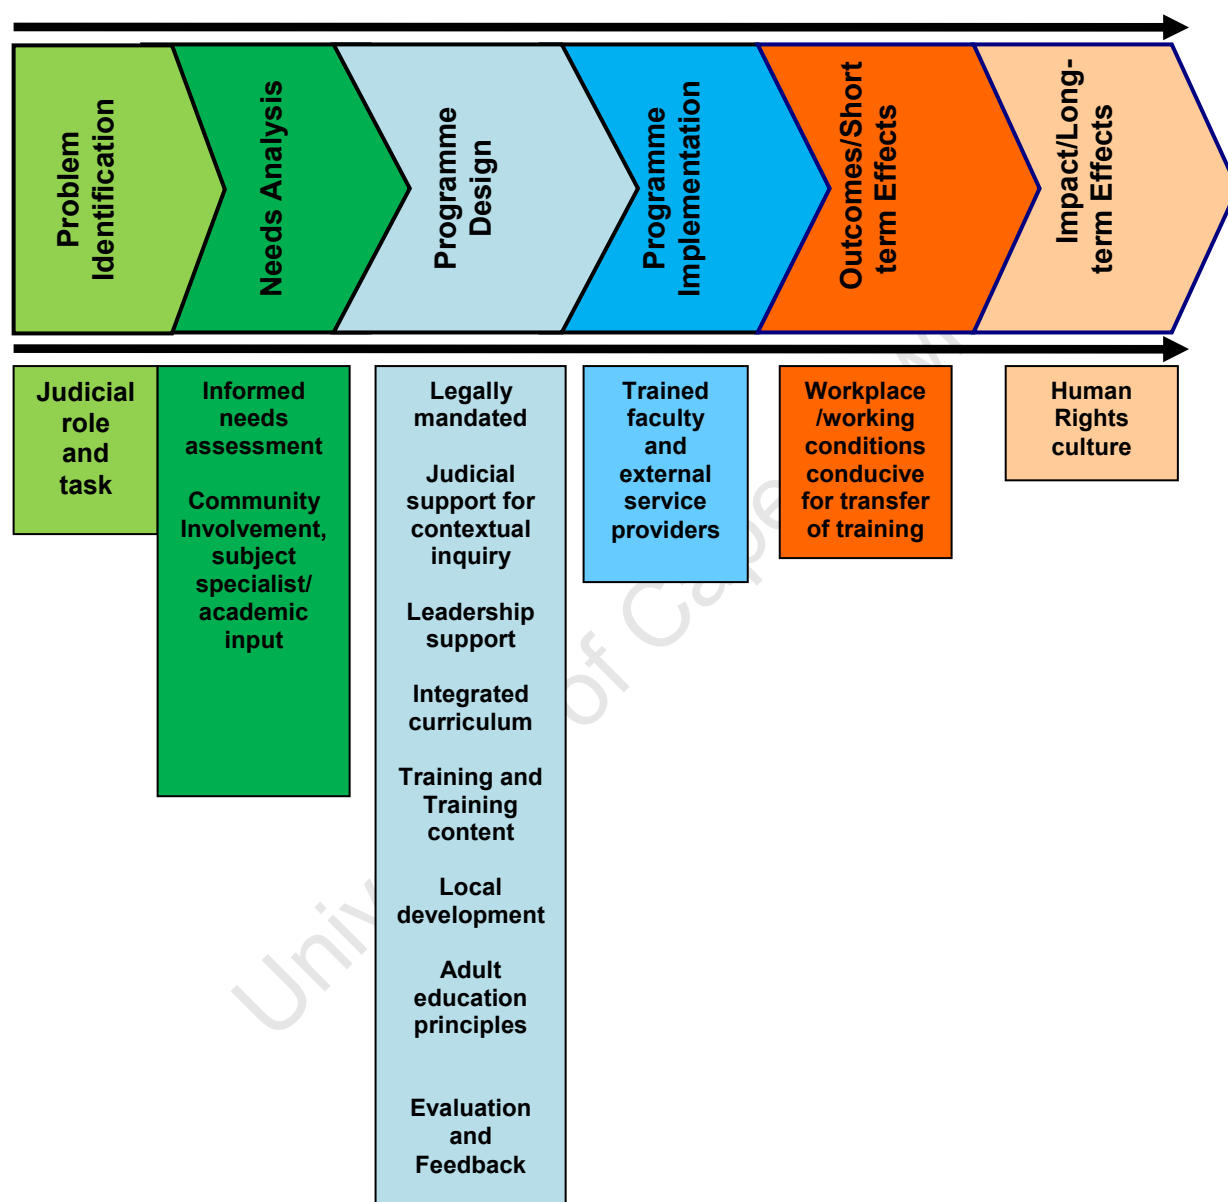 Problem
Identification
Needs Analysis
Programme
Design
Programme
Implementation
Outcomes/Short
term Effects
Impact/Long-
term Effects
Judicial
role
and
task
Informed
needs
assessment
Community
Involvement,
subject
specialist/
academic
input
Legally
mandated
Judicial
support for
contextual
inquiry
Leadership
support
Integrated
curriculum
Training and
Training
content
Local
development
Adult
education
principles
Evaluation
and
Feedback
Trained
faculty
and
external
service
providers
Workplace
/working
conditions
conducive
for transfer
of training
Human
Rights
culture
of